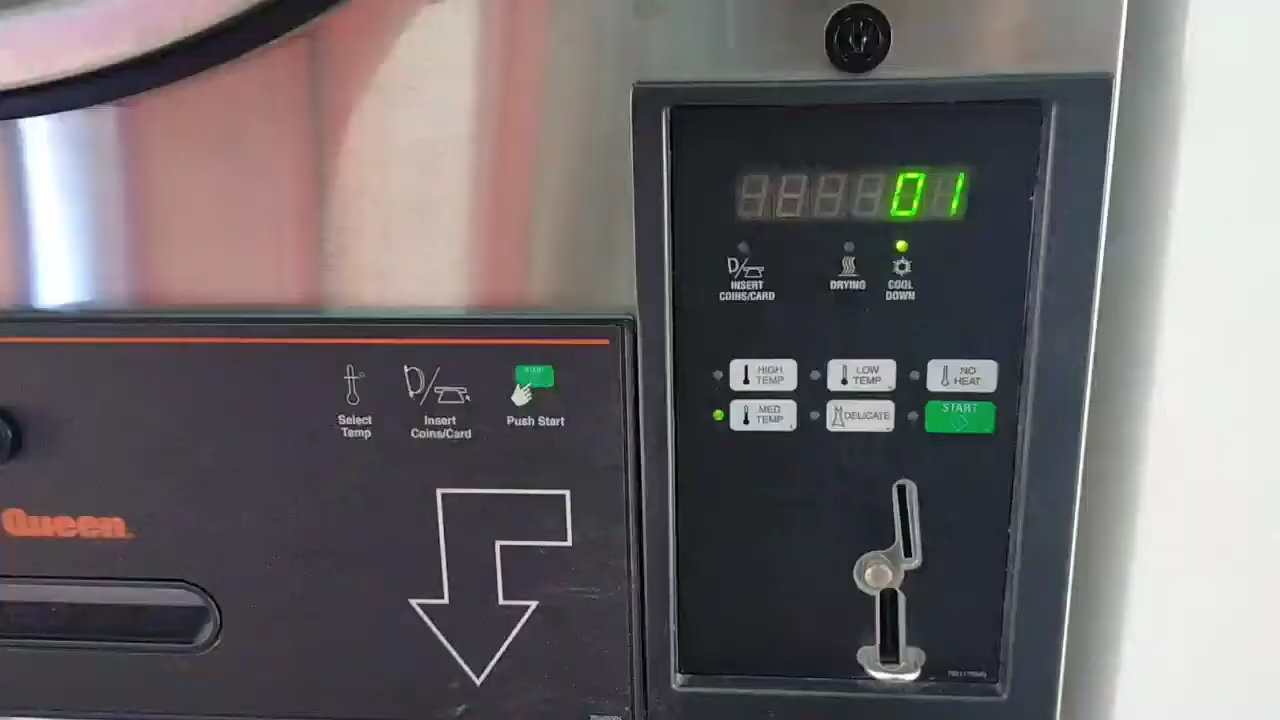 01
INSERT
COINS/CARD
DRYING
COOL
DOWN
HIGH
TEMP
LOW
TEMP
NO
HEAT
MED
TEMP
DELICATE
START
START
Select
Temp
Insert
Coins/Card
Push Start
Queen